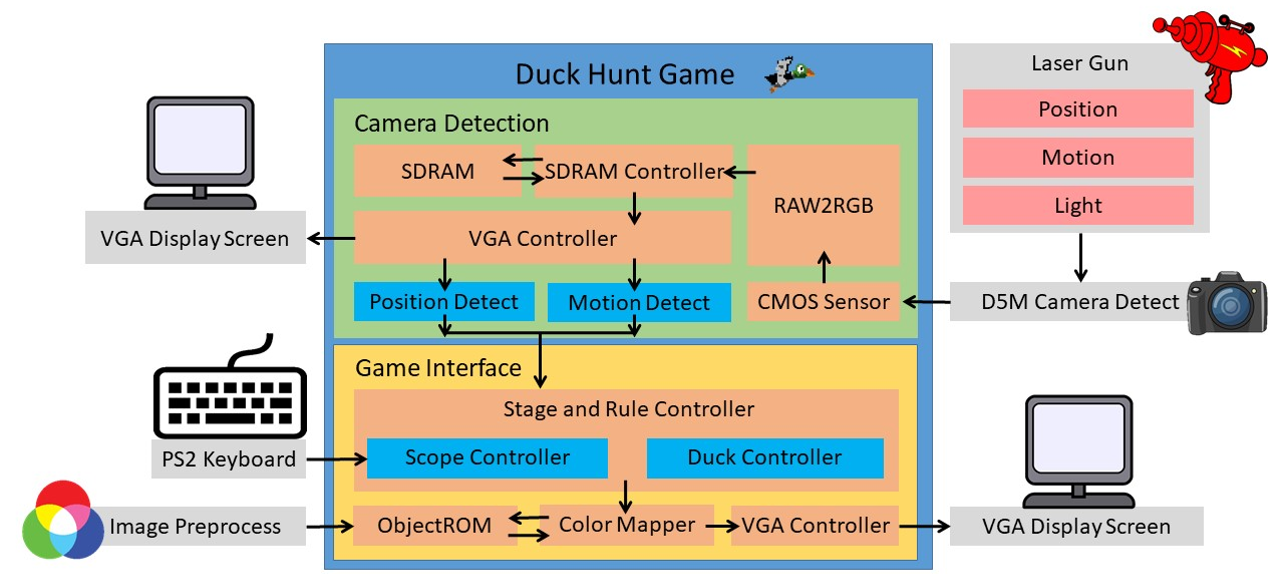 Duck Hunt Game
Laser Gun
Position
Motion
Light
Camera Detection
SDRAM
SDRAM Controller
RAW2RGB
VGA Display Screen
VGA Controller
Position Detect
Motion Detect
CMOS Sensor
D5M Camera Detect
Game Interface
Stage and Rule Controller
PS2 Keyboard
Scope Controller
Duck Controller
Image Preprocess
ObjectROM
Color Mapper
VGA Controller
VGA Display Screen